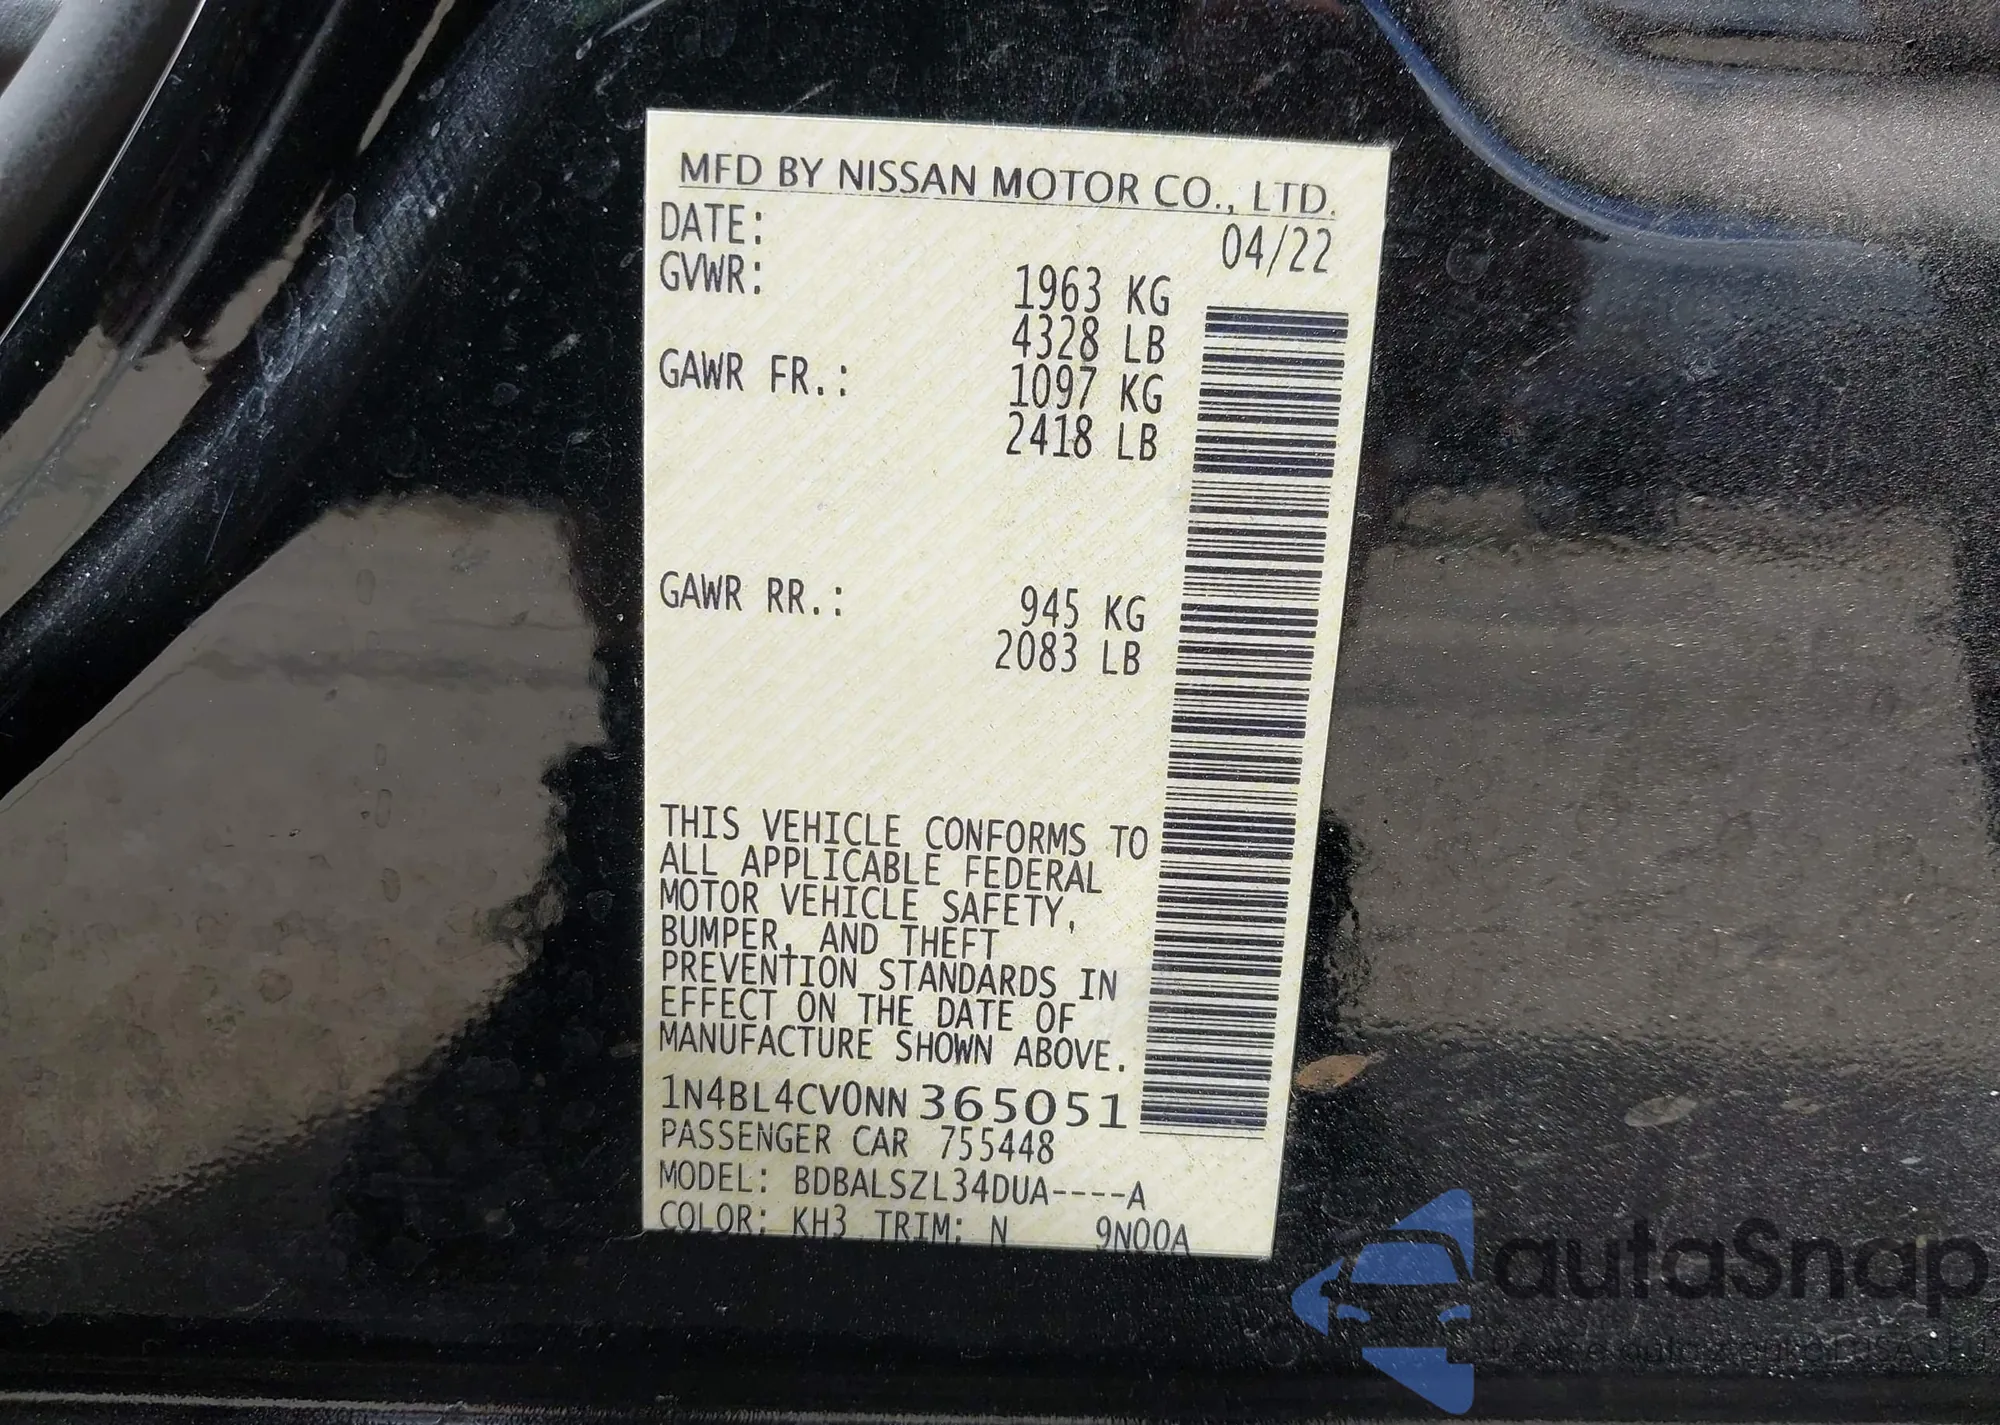 MFD BY NISSAN MOTOR CO., LTD.
DATE: 04/22
GVWR: 1963 KG
4328 LB
GAWR FR.: 1097 KG
2418 LB
GAWR RR.: 945 KG
2083 LB
THIS VEHICLE CONFORMS TO
ALL APPLICABLE FEDERAL
MOTOR VEHICLE SAFETY,
BUMPER, AND THEFT
PREVENTION STANDARDS IN
EFFECT ON THE DATE OF
MANUFACTURE SHOWN ABOVE.
1N4BL4CV0NN365051
PASSENGER CAR 755448
MODEL: BDBALSZL34DUA----A
COLOR: KH3 TRIM: N 9N00A
autaSnap